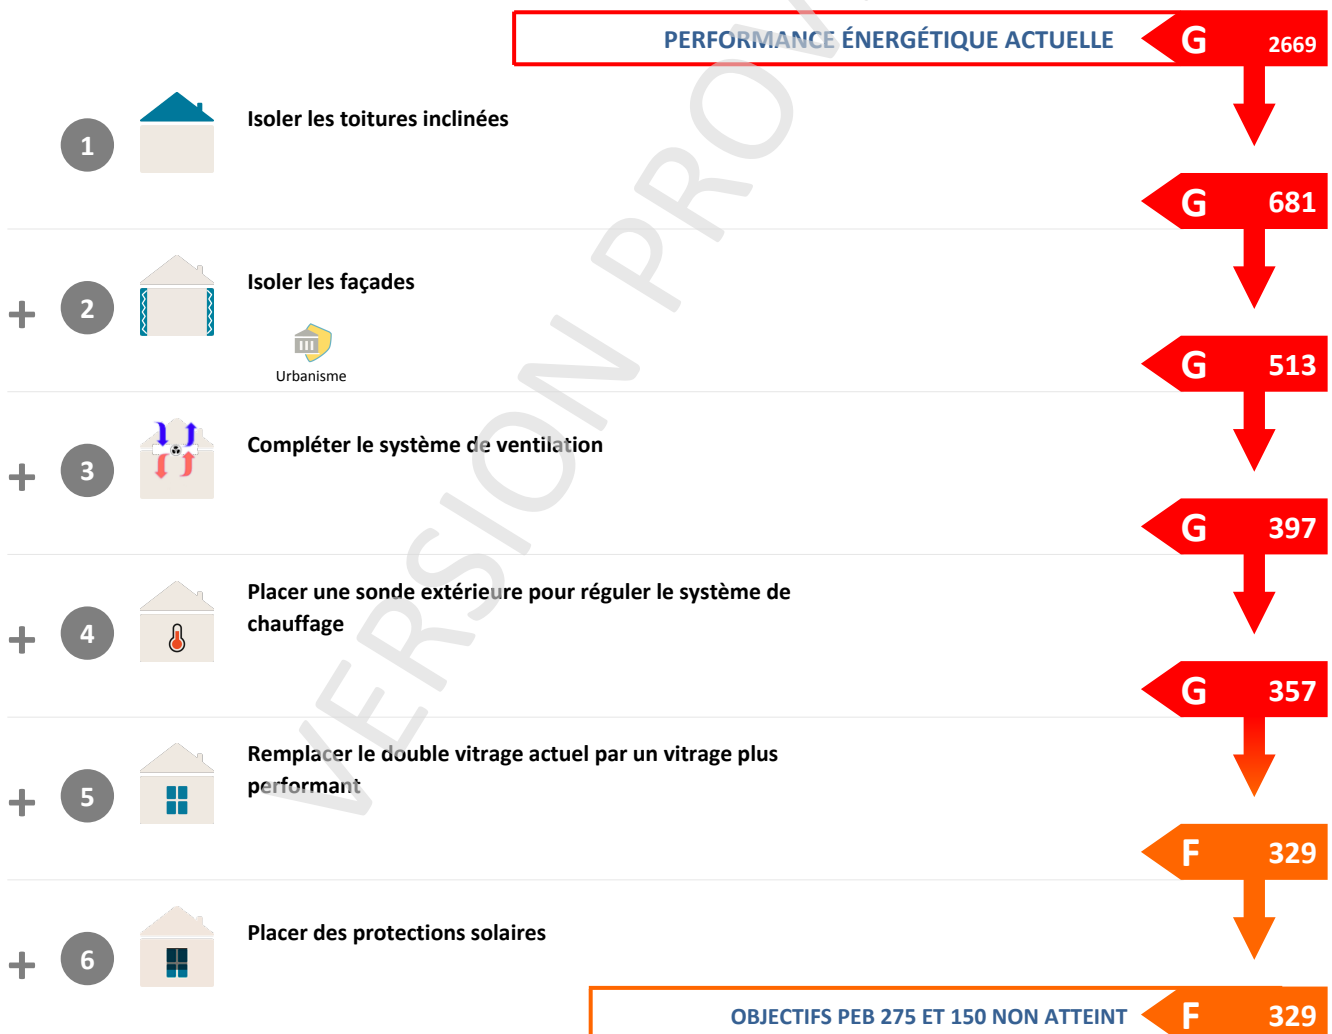 PERFORMANCE ÉNERGÉTIQUE ACTUELLE G 2669
1 Isoler les toitures inclinées
G 681
+ 2 Isoler les façades
Urbanisme
G 513
+ 3 Compléter le système de ventilation
G 397
+ 4 Placer une sonde extérieure pour réguler le système de
chauffage
G 357
+ 5 Remplacer le double vitrage actuel par un vitrage plus
performant
F 329
+ 6 Placer des protections solaires
OBJECTIFS PEB 275 ET 150 NON ATTEINT F 329
VERSION PROV